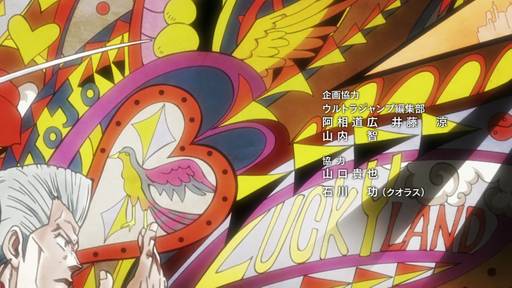 JOJO
企画協力
ウルトラジャンプ編集部
阿相道広 井藤 涼
山内 智
協力
山口貴也
石川 功（クオラス）
LUCKY LAND